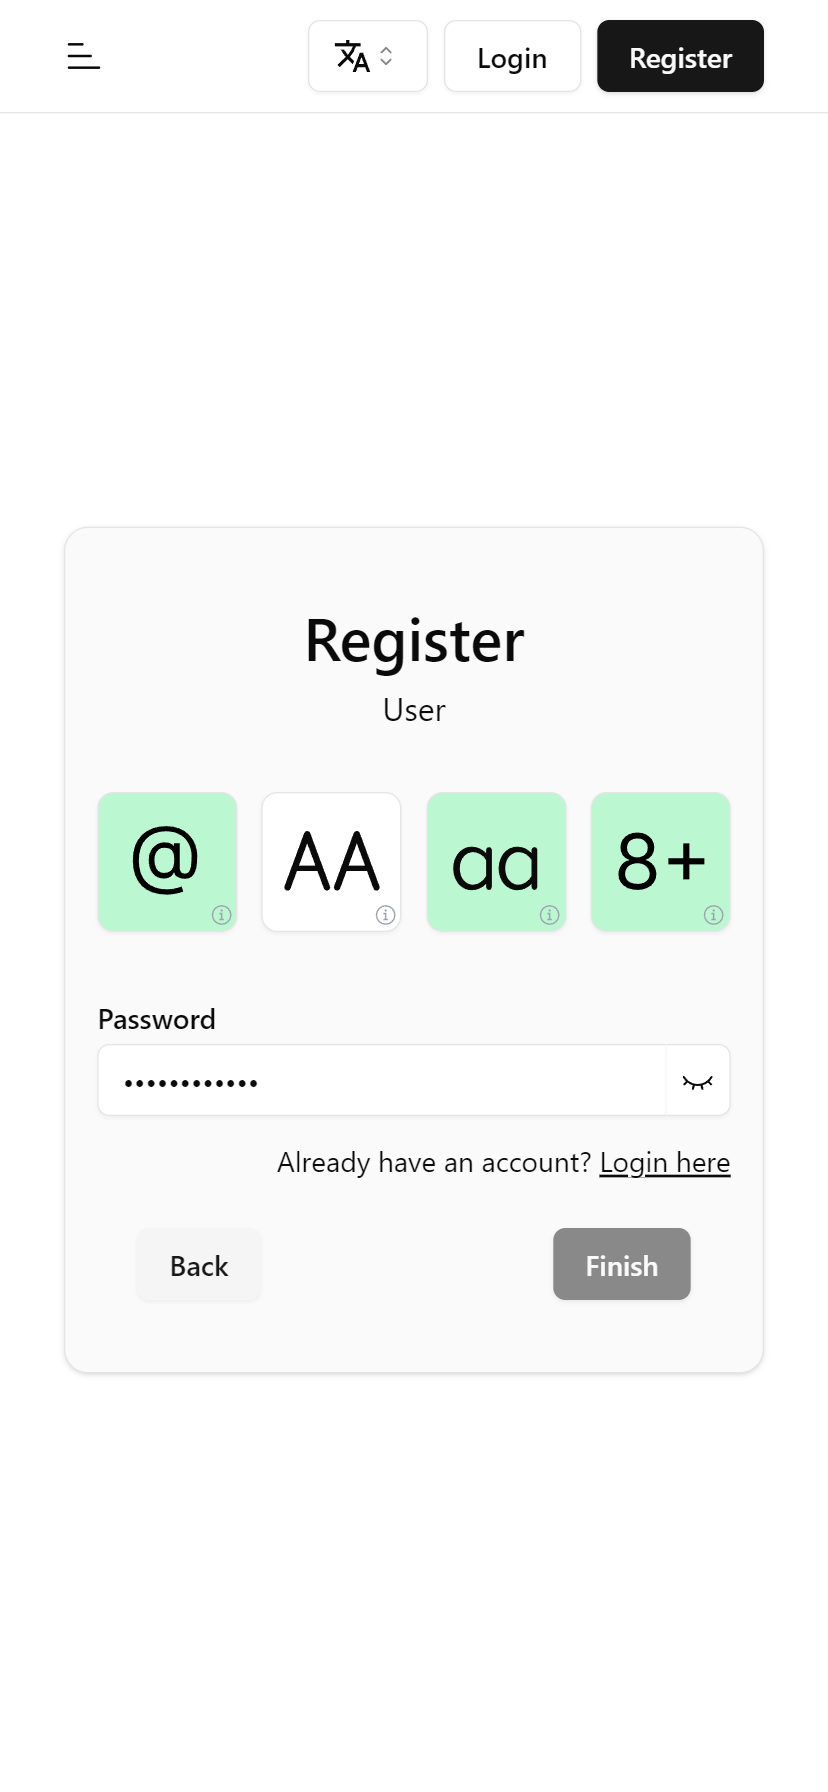 Login
Register
Register
User
@
AA
aa
8+
Password
••••••••••••
Already have an account? Login here
Back
Finish